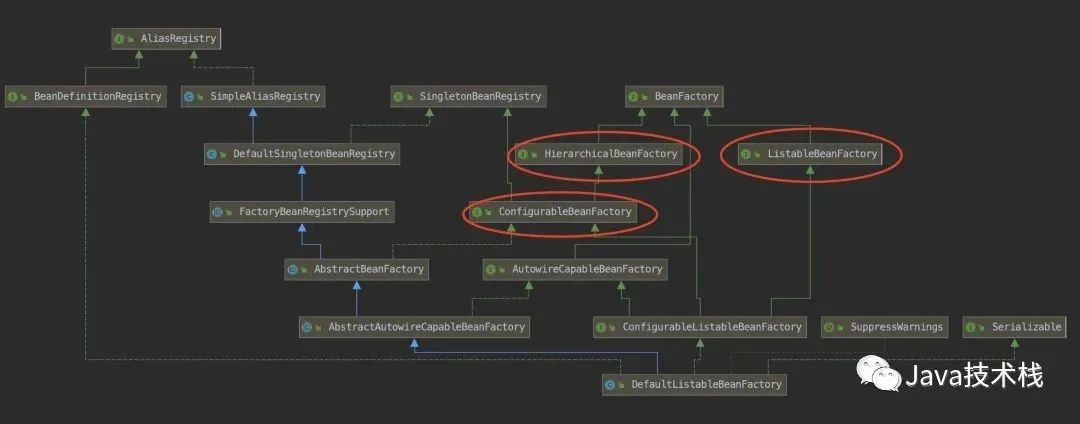 AliasRegistry
BeanDefinitionRegistry
SimpleAliasRegistry
SingletonBeanRegistry
BeanFactory
DefaultSingletonBeanRegistry
HierarchicalBeanFactory
ListableBeanFactory
FactoryBeanRegistrySupport
ConfigurableBeanFactory
AbstractBeanFactory
AutowireCapableBeanFactory
AbstractAutowireCapableBeanFactory
ConfigurableListableBeanFactory
SuppressWarnings
Serializable
DefaultListableBeanFactory
Java技术栈